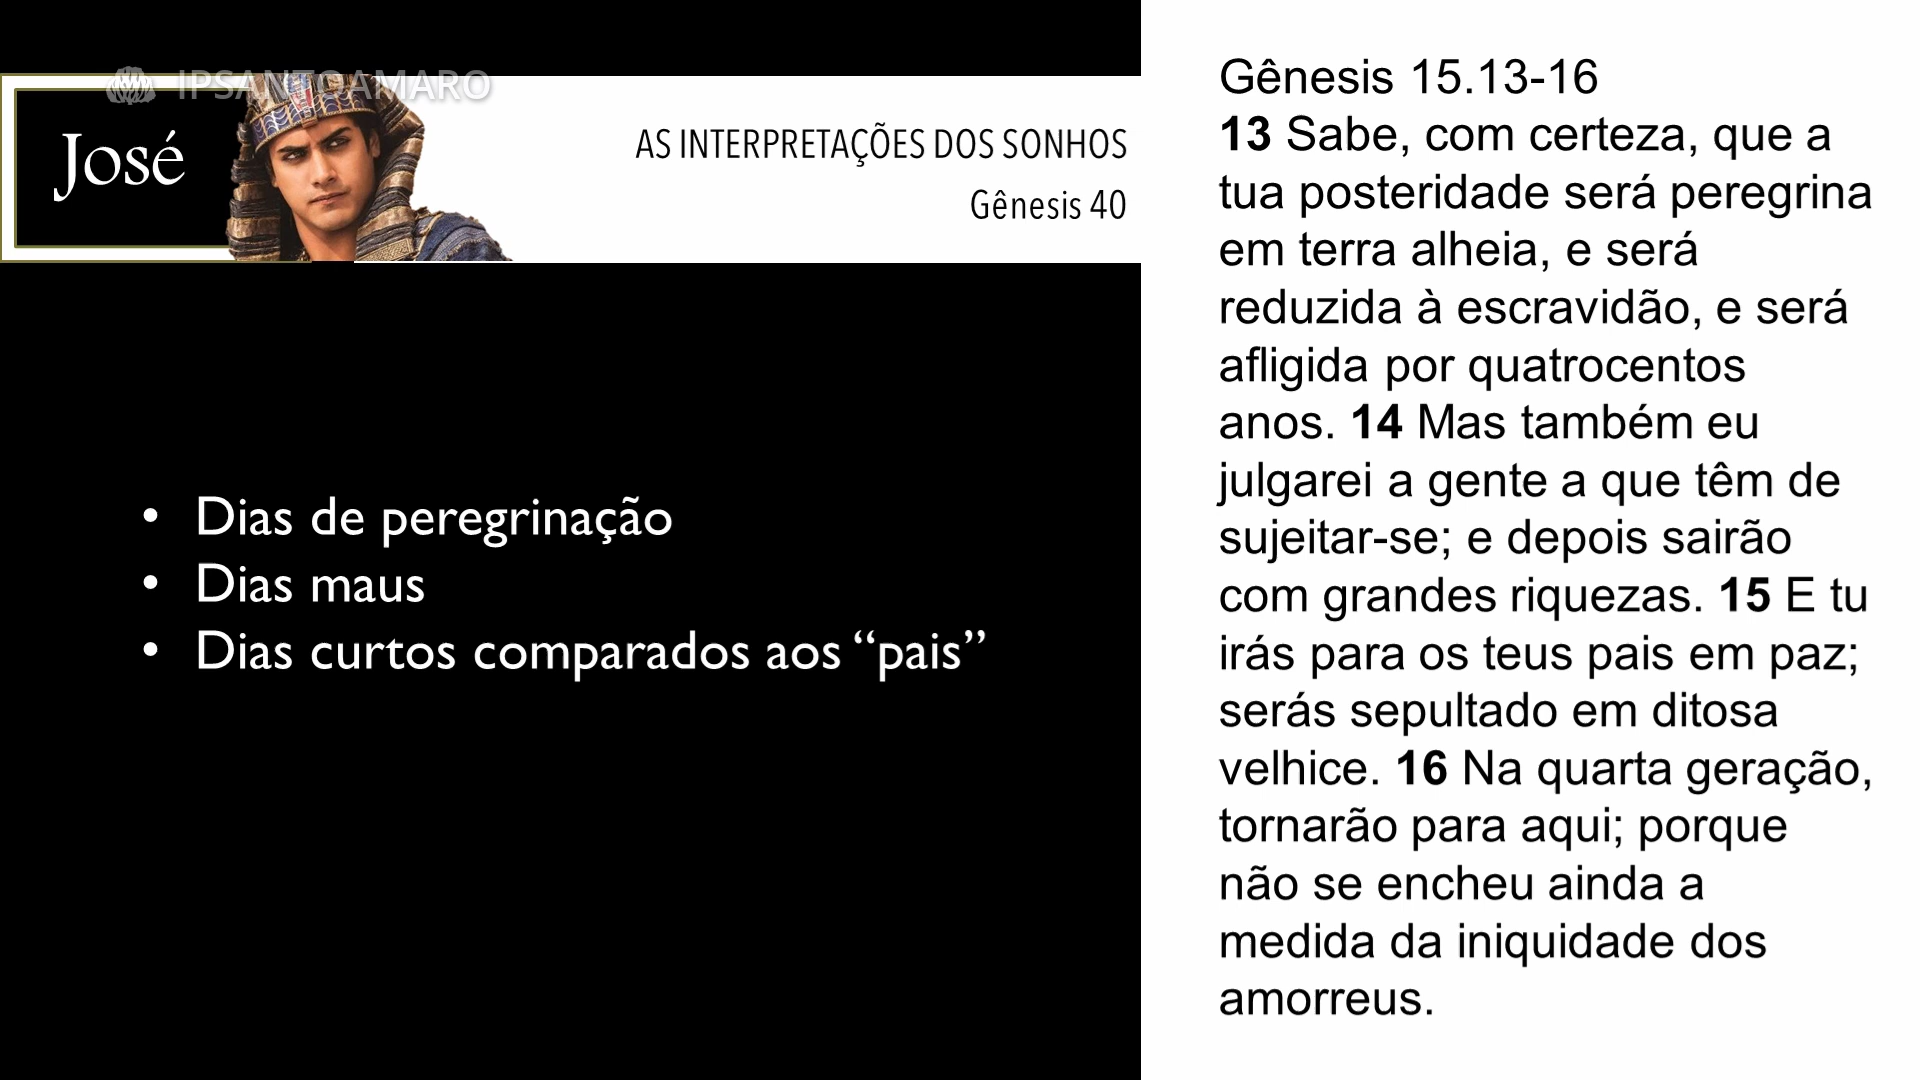 IPSANTOAMARO
José
AS INTERPRETAÇÕES DOS SONHOS
Gênesis 40
• Dias de peregrinação
• Dias maus
• Dias curtos comparados aos “pais”
Gênesis 15.13-16
13 Sabe, com certeza, que a
tua posteridade será peregrina
em terra alheia, e será
reduzida à escravidão, e será
afligida por quatrocentos
anos. 14 Mas também eu
julgarei a gente a que têm de
sujeitar-se; e depois sairão
com grandes riquezas. 15 E tu
irás para os teus pais em paz;
serás sepultado em ditosa
velhice. 16 Na quarta geração,
tornarão para aqui; porque
não se encheu ainda a
medida da iniquidade dos
amorreus.